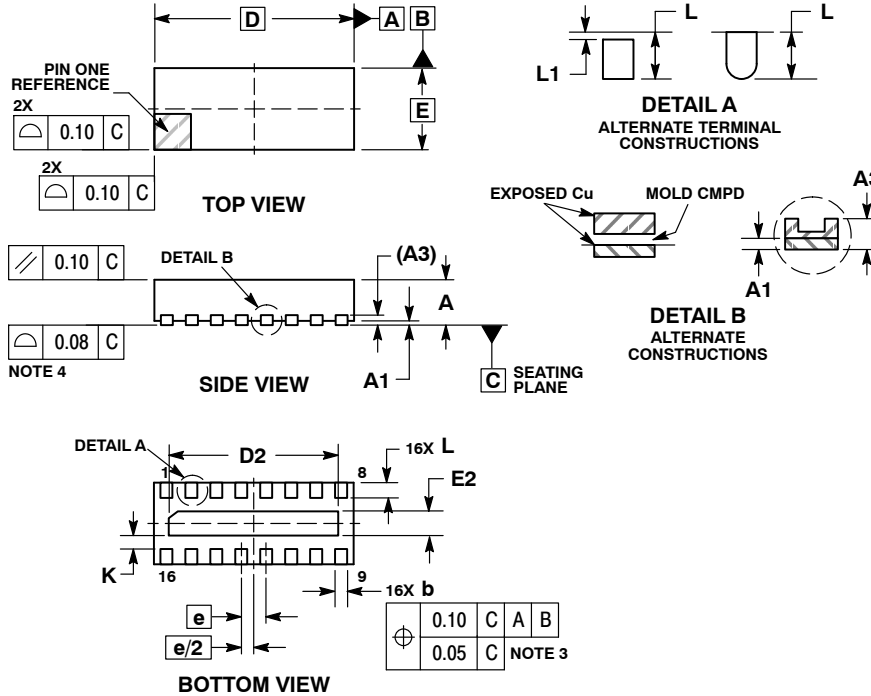 D
A
B
PIN ONE
REFERENCE
E
2X
0.10 C
2X
0.10 C
TOP VIEW
L
L
L1
DETAIL A
ALTERNATE TERMINAL
CONSTRUCTIONS
EXPOSED Cu
MOLD CMPD
A3
A1
DETAIL B
ALTERNATE
CONSTRUCTIONS
0.10 C
DETAIL B
(A3)
A
0.08 C
NOTE 4
A1
C
SEATING
PLANE
SIDE VIEW
DETAIL A
D2
16X L
1
8
E2
K
16
9
16X b
e
e/2
0.10 C A B
0.05 C NOTE 3
BOTTOM VIEW